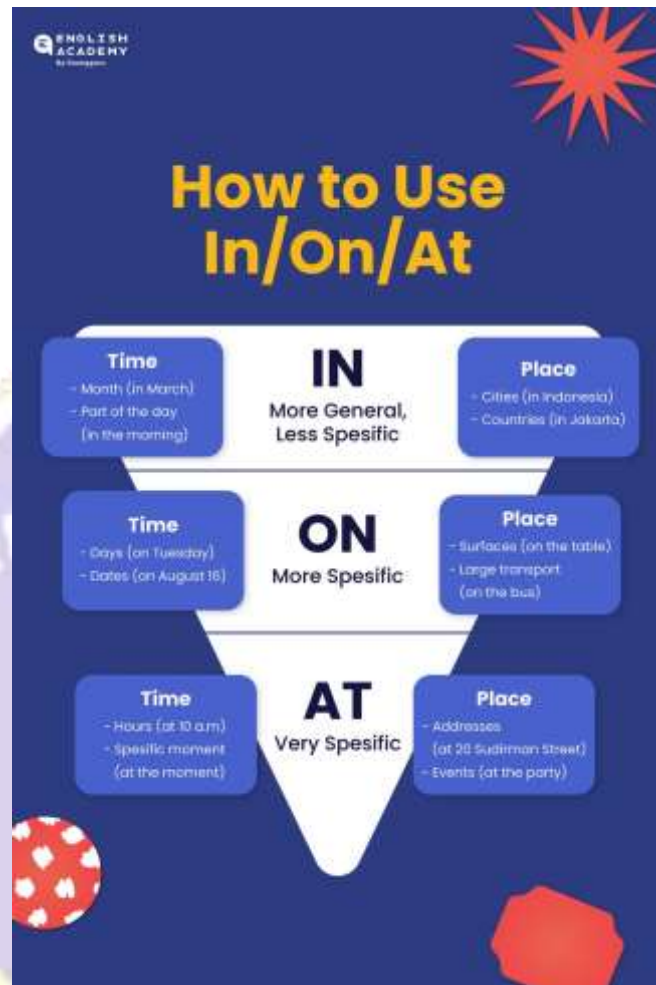 ENGLISH
ACADEMY
By Ruangguru
How to Use
In/On/At
Time
- Month (in March)
- Part of the day
(in the morning)
IN
More General,
Less Spesific
Place
- Cities (in Indonesia)
- Countries (in Jakarta)
Time
- Days (on Tuesday)
- Dates (on August 16)
ON
More Spesific
Place
- Surfaces (on the table)
- Large transport
(on the bus)
Time
- Hours (at 10 a.m)
- Spesific moment
(at the moment)
AT
Very Spesific
Place
- Addresses
(at 20 Sudirman Street)
- Events (at the party)